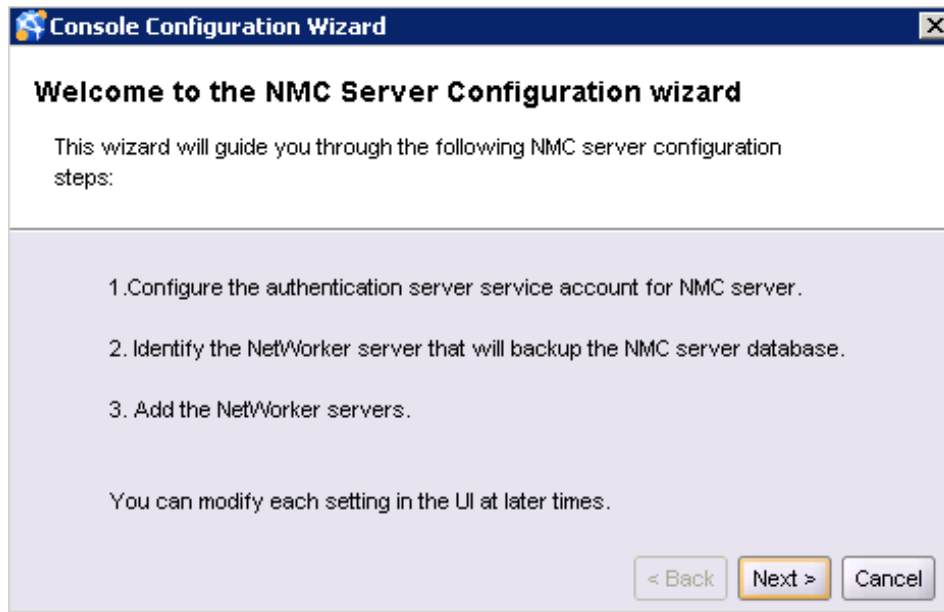 Console Configuration Wizard
Welcome to the NMC Server Configuration wizard
This wizard will guide you through the following NMC server configuration
steps:
1.Configure the authentication server service account for NMC server.
2. Identify the NetWorker server that will backup the NMC server database.
3. Add the NetWorker servers.
You can modify each setting in the UI at later times.
< Back Next > Cancel